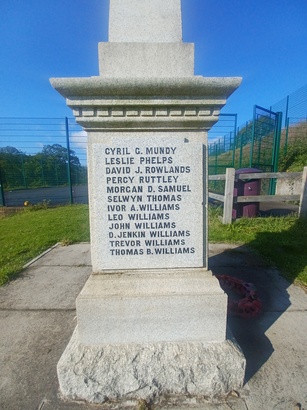 CYRIL G. MUNDY
LESLIE PHELPS
DAVID J. ROWLANDS
PERCY RUTTLEY
MORGAN D. SAMUEL
SELWYN THOMAS
IVOR A. WILLIAMS
LEO WILLIAMS
JOHN WILLIAMS
D. JENKIN WILLIAMS
TREVOR WILLIAMS
THOMAS B. WILLIAMS